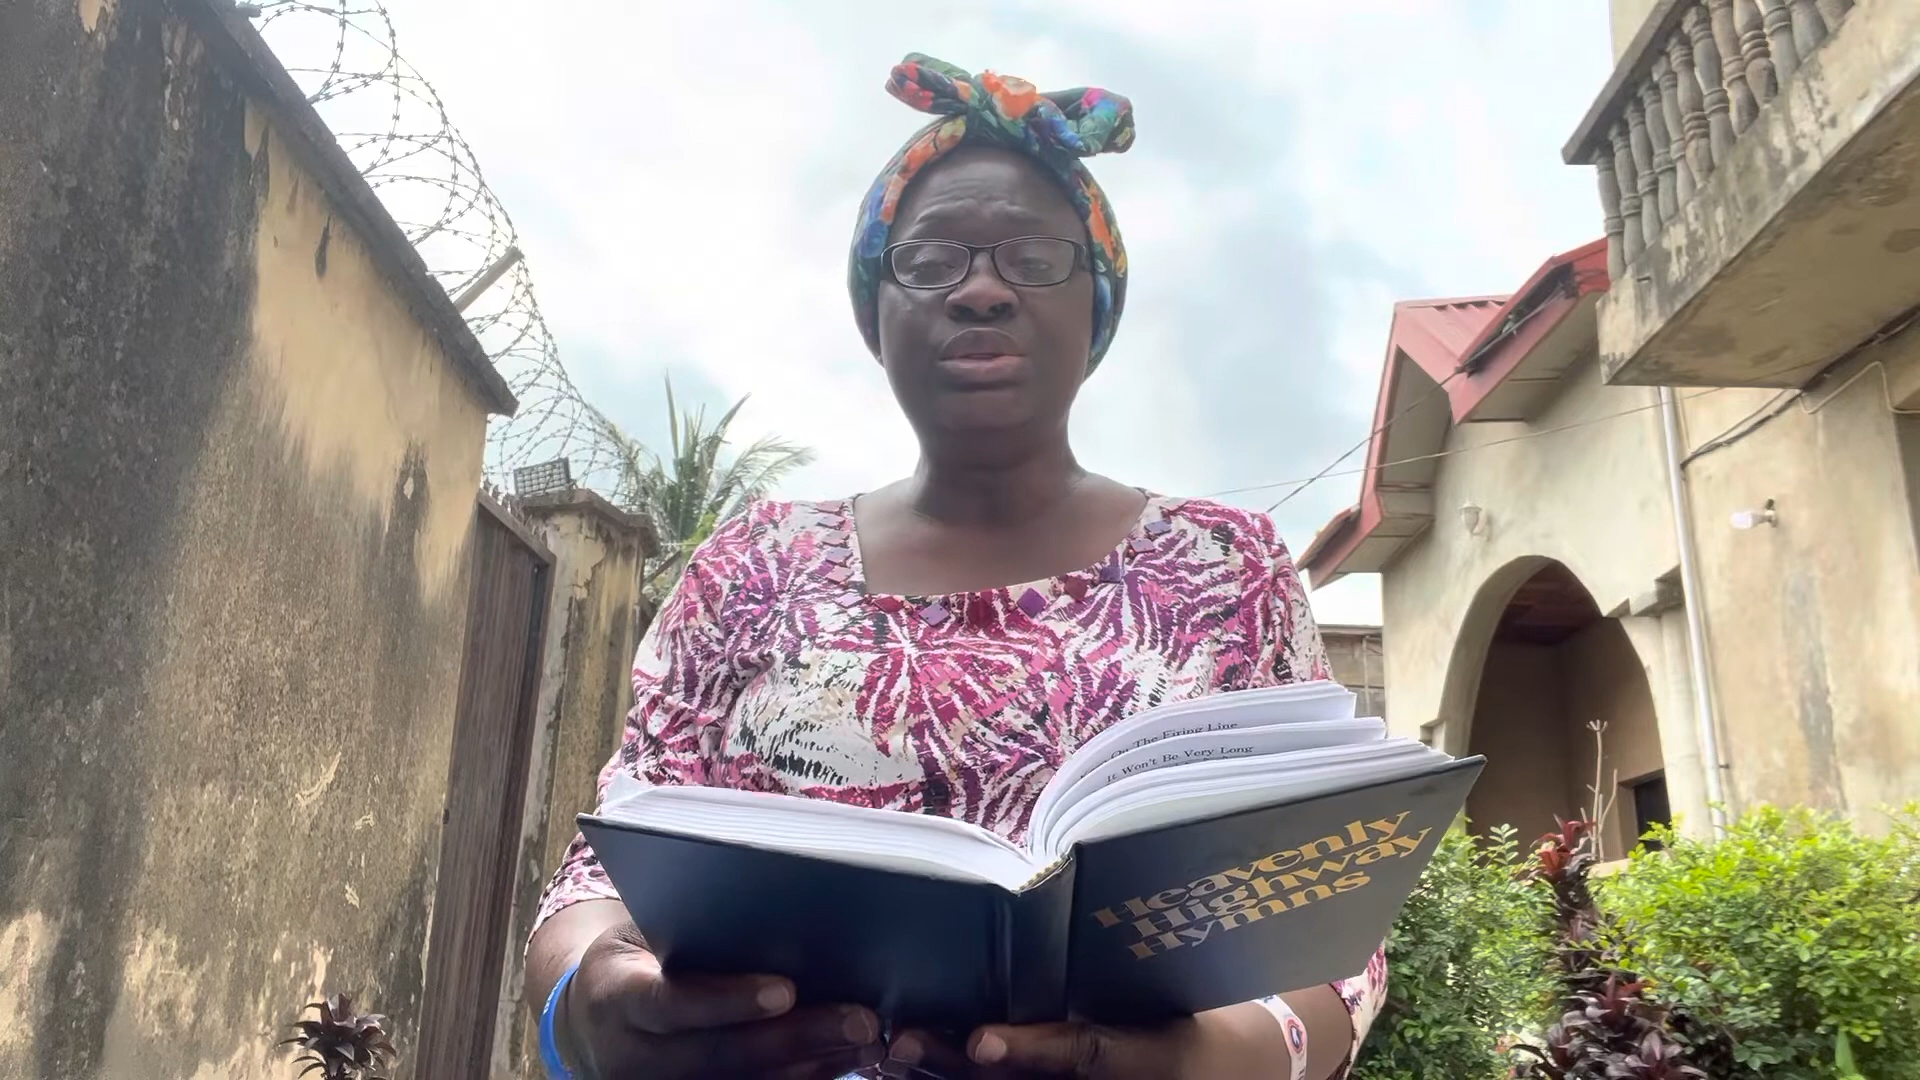 On The Firing Line
It Won't Be Very Long
Heavenly
Highway
Hymns